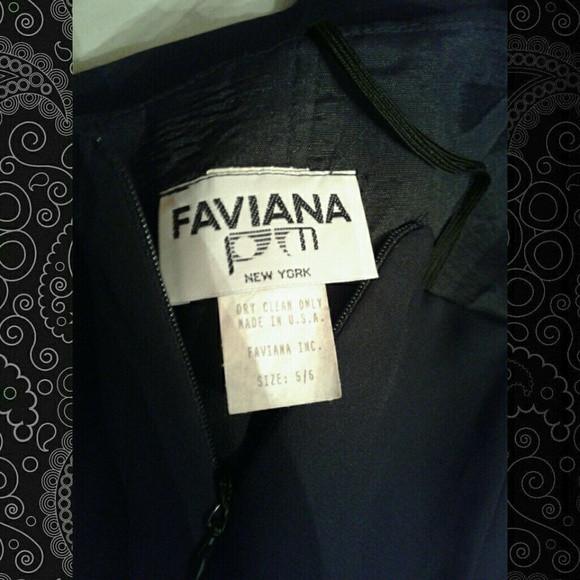 FAVIANA
pm
NEW YORK
DRY CLEAN ONLY
MADE IN U.S.A.
FAVIANA INC.
SIZE: 5/6